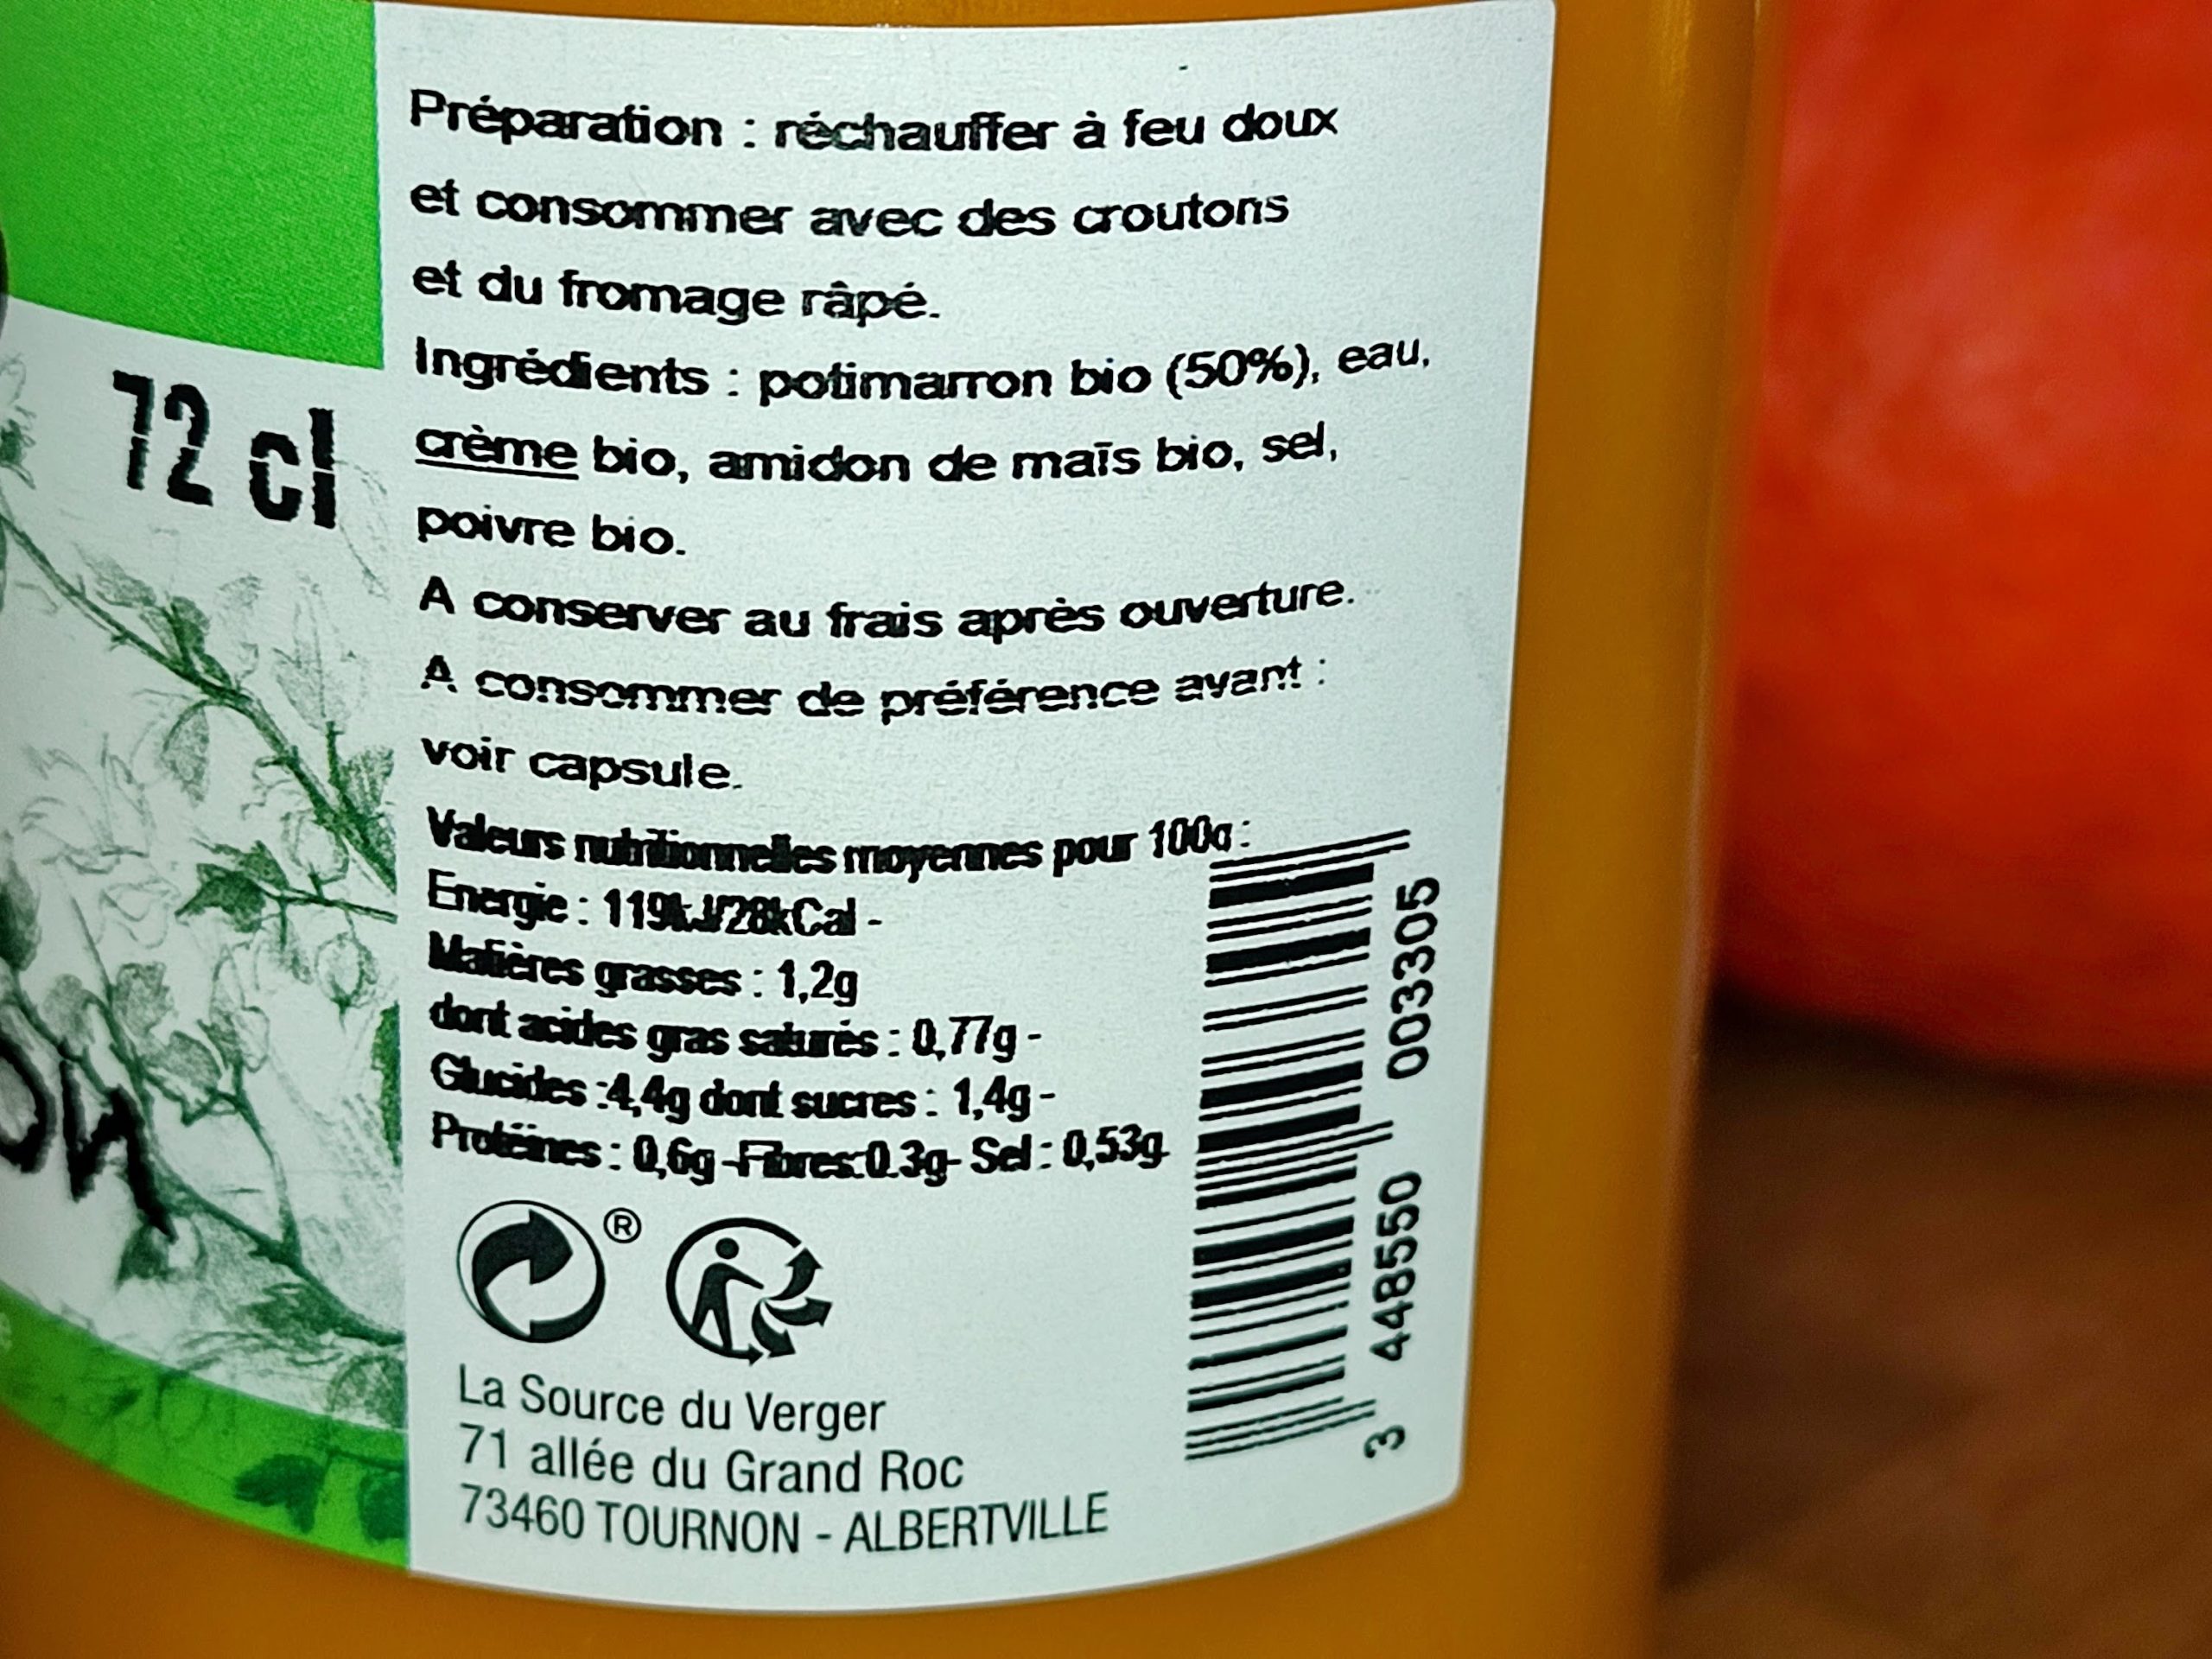 72 cl
Préparation : réchauffer à feu doux
et consommer avec des croutons
et du fromage râpé.
Ingrédients : potimarron bio (50%), eau,
crème bio, amidon de maïs bio, sel,
poivre bio.
A conserver au frais après ouverture.
A consommer de préférence avant :
voir capsule.
Valeurs nutritionnelles moyennes pour 100g :
Energie : 119kJ/28kCal -
Matières grasses : 1,2g
dont acides gras saturés : 0,77g -
Glucides :4,4g dont sucres : 1,4g -
Protéines : 0,6g -Fibres:0.3g- Sel : 0,53g
®
La Source du Verger
71 allée du Grand Roc
73460 TOURNON - ALBERTVILLE
3 448550 003305